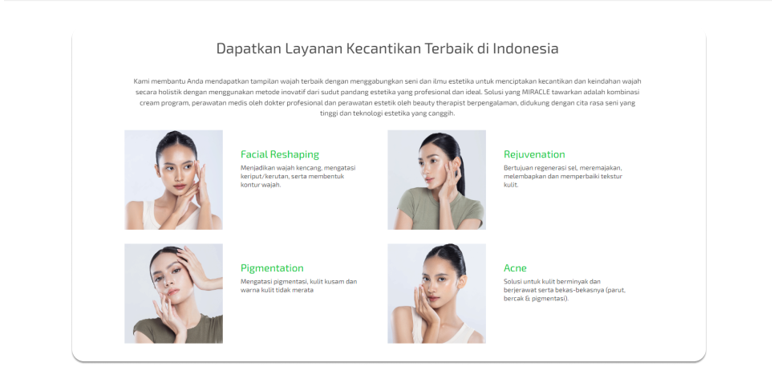 Dapatkan Layanan Kecantikan Terbaik di Indonesia
Kami membantu Anda mendapatkan tampilan wajah terbaik dengan menggabungkan seni dan ilmu estetika untuk menciptakan kecantikan dan keindahan wajah
secara holistik dengan menggunakan metode inovatif dari sudut pandang estetika yang profesional dan ideal. Solusi yang MIRACLE tawarkan adalah kombinasi
cream program, perawatan medis oleh dokter profesional dan perawatan estetik oleh beauty therapist berpengalaman, didukung dengan cita rasa seni yang
tinggi dan teknologi estetika yang canggih.
Facial Reshaping
Menjadikan wajah kencang, mengatasi
keriput/kerutan, serta membentuk
kontur wajah.
Rejuvenation
Bertujuan regenerasi sel, meremajakan,
melembapkan dan memperbaiki tekstur
kulit.
Pigmentation
Mengatasi pigmentasi, kulit kusam dan
warna kulit tidak merata
Acne
Solusi untuk kulit berminyak dan
berjerawat serta bekas-bekasnya (parut,
bercak & pigmentasi).